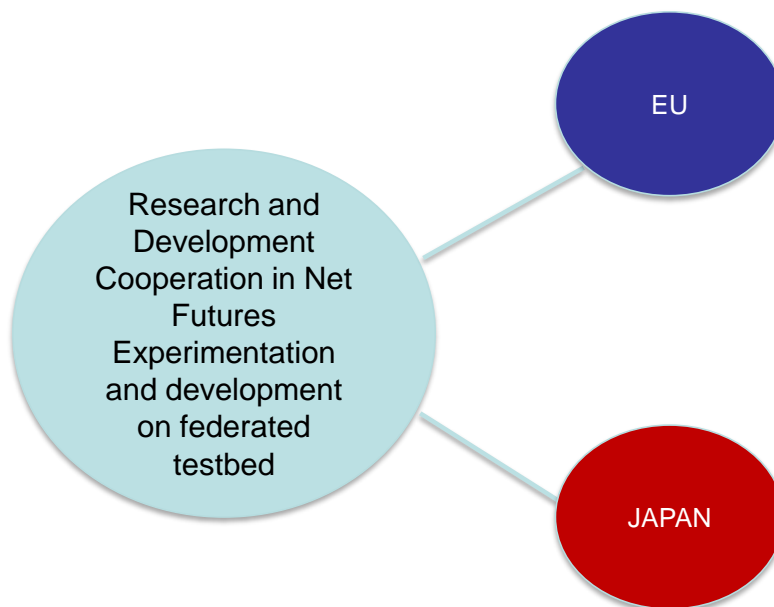 EU
Research and
Development
Cooperation in Net
Futures
Experimentation
and development
on federated
testbed
JAPAN